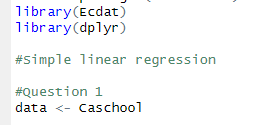 library(Ecdat)
library(dplyr)
#Simple linear regression
#Question 1
data <- Caschool